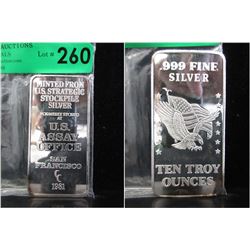 AUCTIONS
Lot # 260
MINTED FROM
U.S. STRATEGIC
STOCKPILE
SILVER
FORMERLY STORED
AT
U.S.
ASSAY
OFFICE
SAN
FRANCISCO
1981
.999 FINE
SILVER
TEN TROY
OUNCES